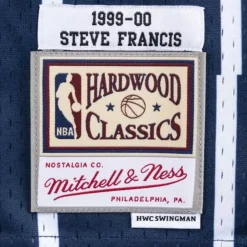 1999-00
STEVE FRANCIS
HARDWOOD
NBA
CLASSICS
NOSTALGIA CO.
Mitchell & Ness
PHILADELPHIA, PA.
HWC SWINGMAN